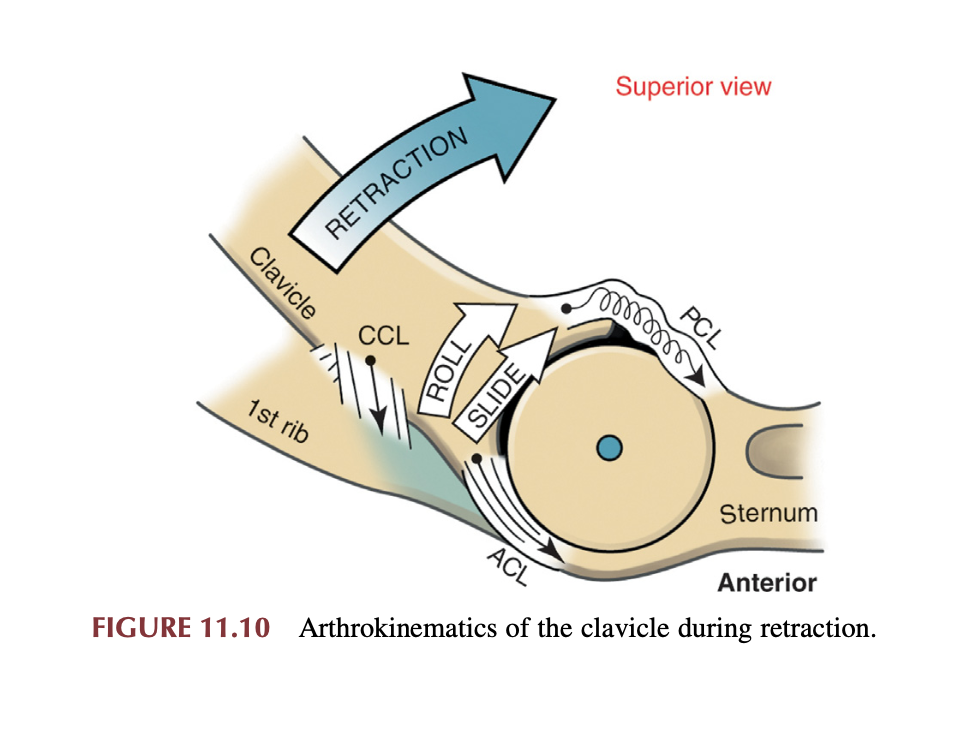 Superior view
RETRACTION
Clavicle
CCL
ROLL
SLIDE
PCL
1st rib
Sternum
ACL
Anterior
FIGURE 11.10 Arthrokinematics of the clavicle during retraction.